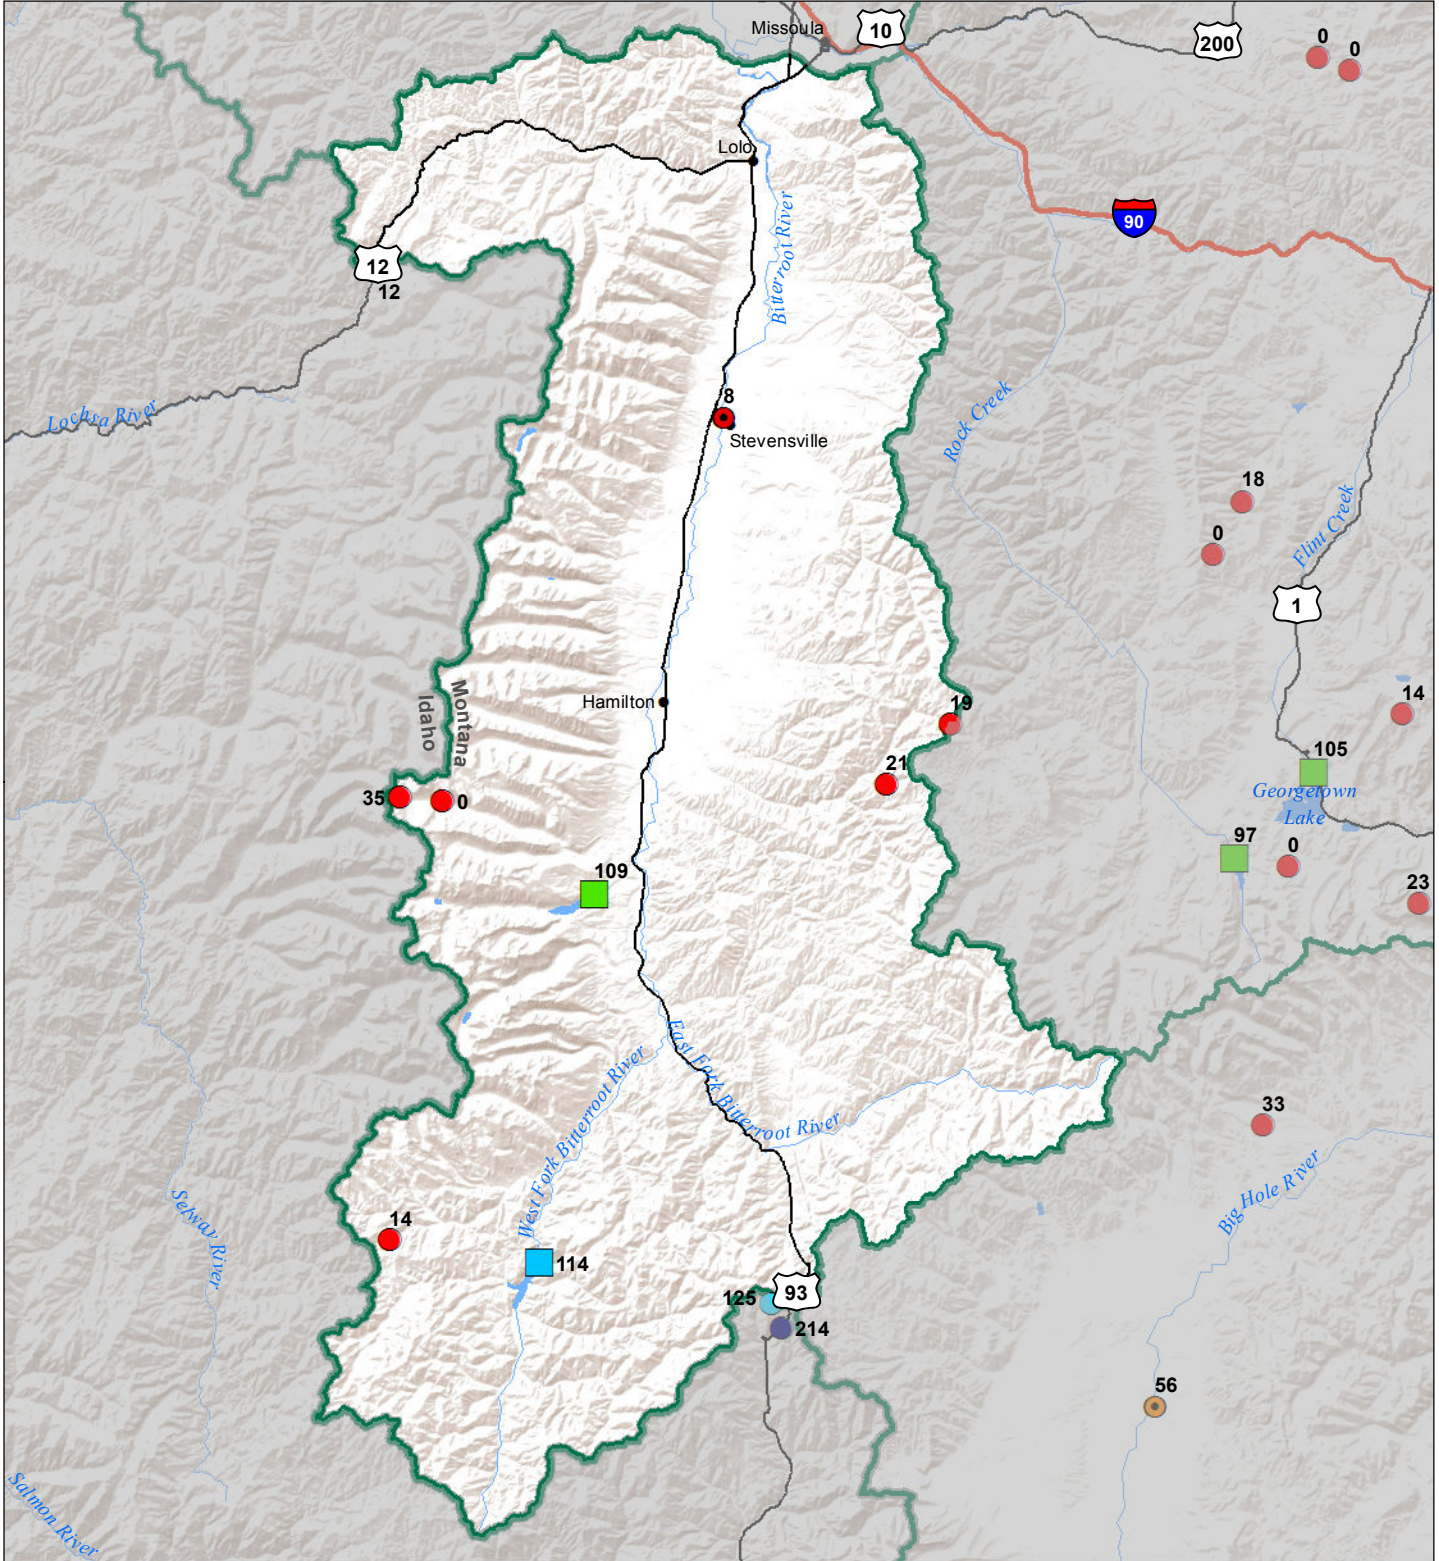 Missoula
10
200
0
0
Lolo
90
Bitterroot River
12
12
Lochsa River
8
Stevensville
Rock Creek
18
Flint Creek
0
1
Montana
Idaho
Hamilton
19
14
21
105
35
0
Georgetown
Lake
97
0
109
23
East Fork Bitterroot River
West Fork Bitterroot River
33
Big Hole River
Selway River
14
114
125
93
214
56
Salmon River